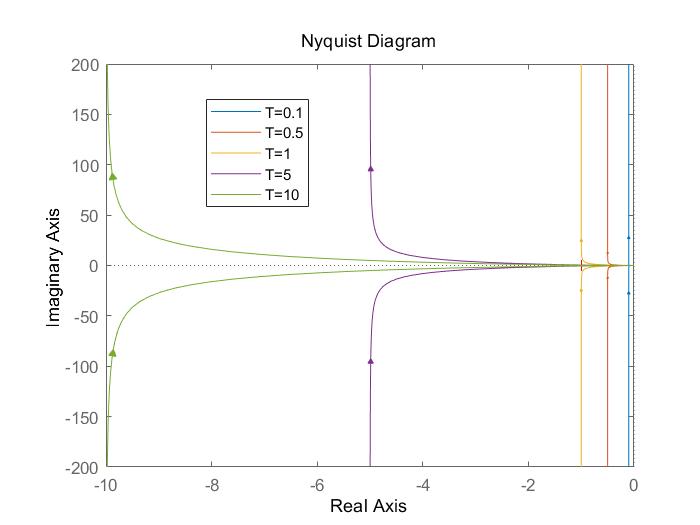 Nyquist Diagram
200
150
100
50
0
-50
-100
-150
-200
Imaginary Axis
T=0.1
T=0.5
T=1
T=5
T=10
-10 -8 -6 -4 -2 0
Real Axis